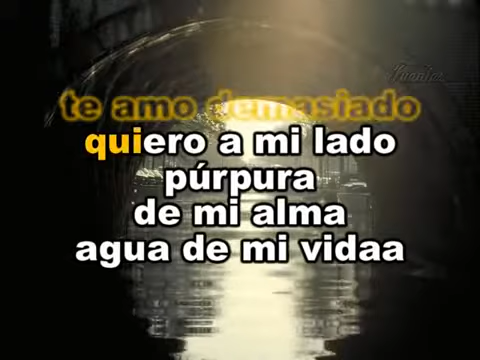 te amo demasiado
quiero a mi lado
púrpura
de mi alma
agua de mi vidaa